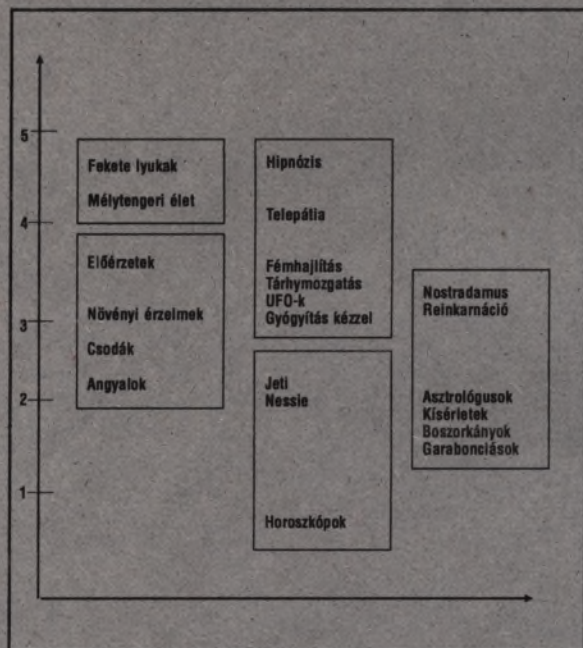 5
4
3
2
1
Fekete lyukak
Mélytengeri élet
Előérzetek
Növényi érzelmek
Csodák
Angyalok
Hipnózis
Telepátia
Fémhajlítás
Tárhymozgatás
UFO-k
Gyógyítás kézzel
Jeti
Nessie
Horoszkópok
Nostradamus
Reinkarnáció
Asztrológusok
Kísérletek
Boszorkányok
Garabonciások